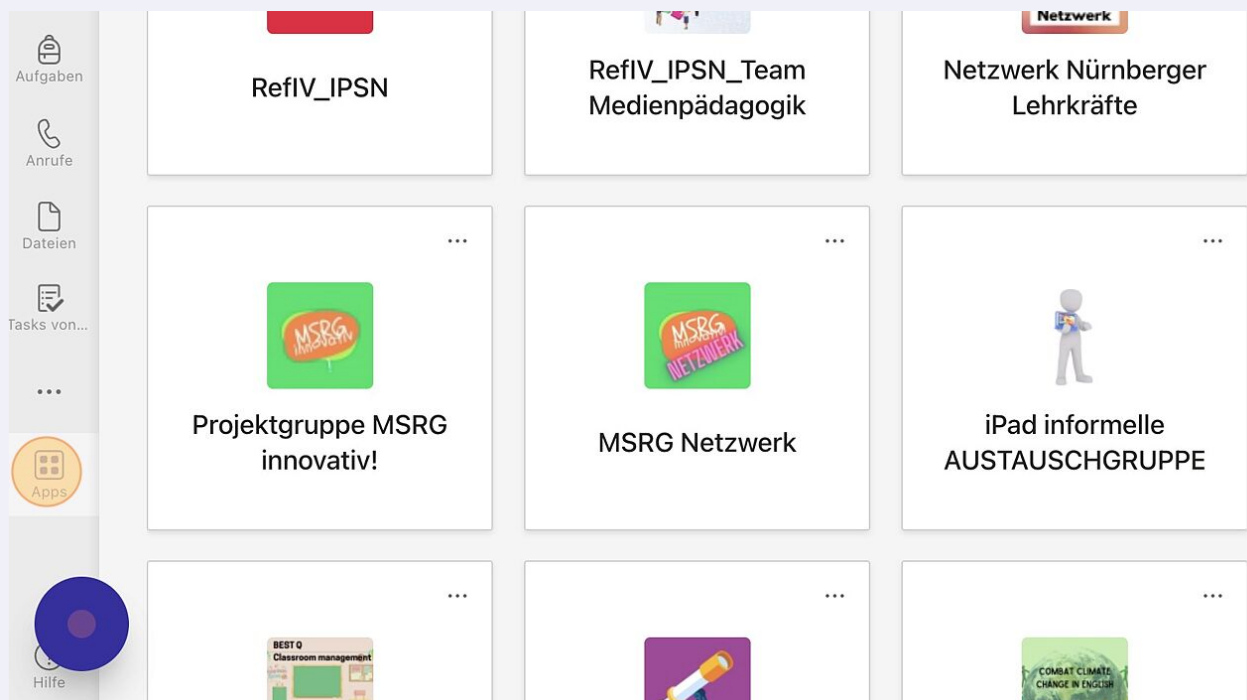 Aufgaben
Anrufe
Dateien
Tasks von...
Apps
Hilfe
RefIV_IPSN
RefIV_IPSN_Team
Medienpädagogik
Netzwerk
Netzwerk Nürnberger
Lehrkräfte
MSRG
innovativ
Projektgruppe MSRG
innovativ!
MSRG
innovativ
NETZWERK
MSRG Netzwerk
iPad informelle
AUSTAUSCHGRUPPE
BEST Q
Classroom management
COMBAT CLIMATE
CHANGE IN ENGLISH